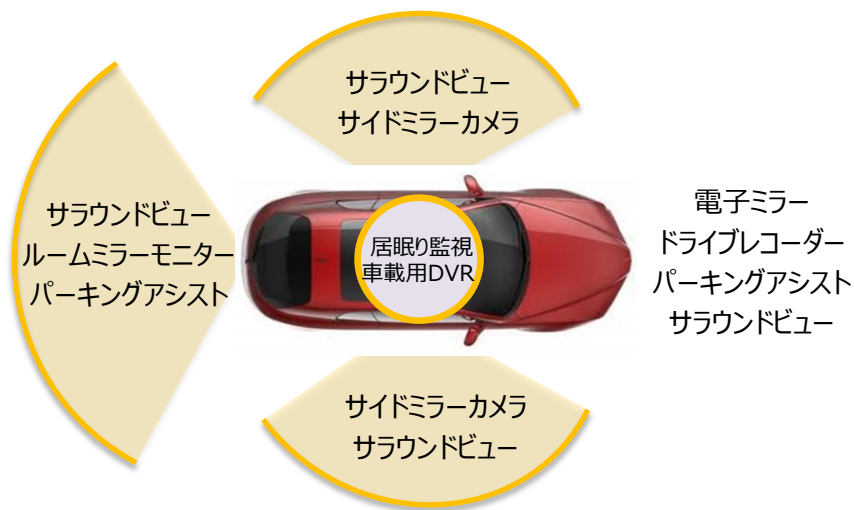 サラウンドビュー
サイドミラーカメラ
サラウンドビュー
ルームミラーモニター
パーキングアシスト
居眠り監視
車載用DVR
電子ミラー
ドライブレコーダー
パーキングアシスト
サラウンドビュー
サイドミラーカメラ
サラウンドビュー